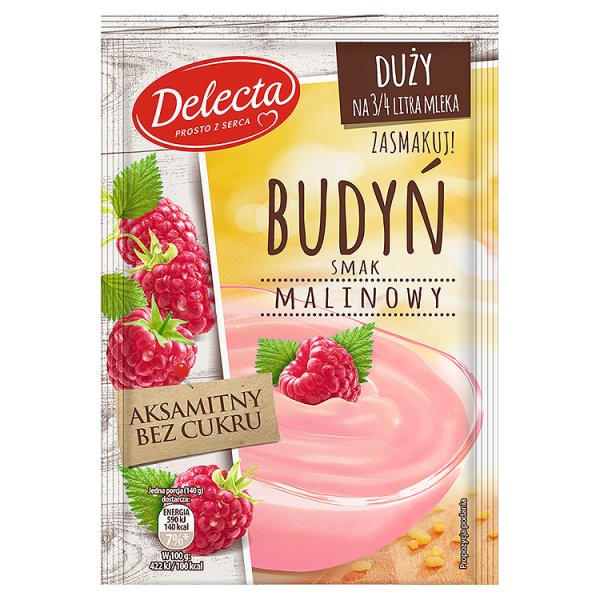 Delecta
PROSTO Z SERCA
DUŻY
NA 3/4 LITRA MLEKA
ZASMAKUJ!
BUDYŃ
SMAK
MALINOWY
AKSAMITNY
BEZ CUKRU
Jedna porcja (140 g)
dostarcza:
ENERGIA
590 kJ
140 kcal
7%*
W 100 g:
422 kJ / 100 kcal
Propozycja podania